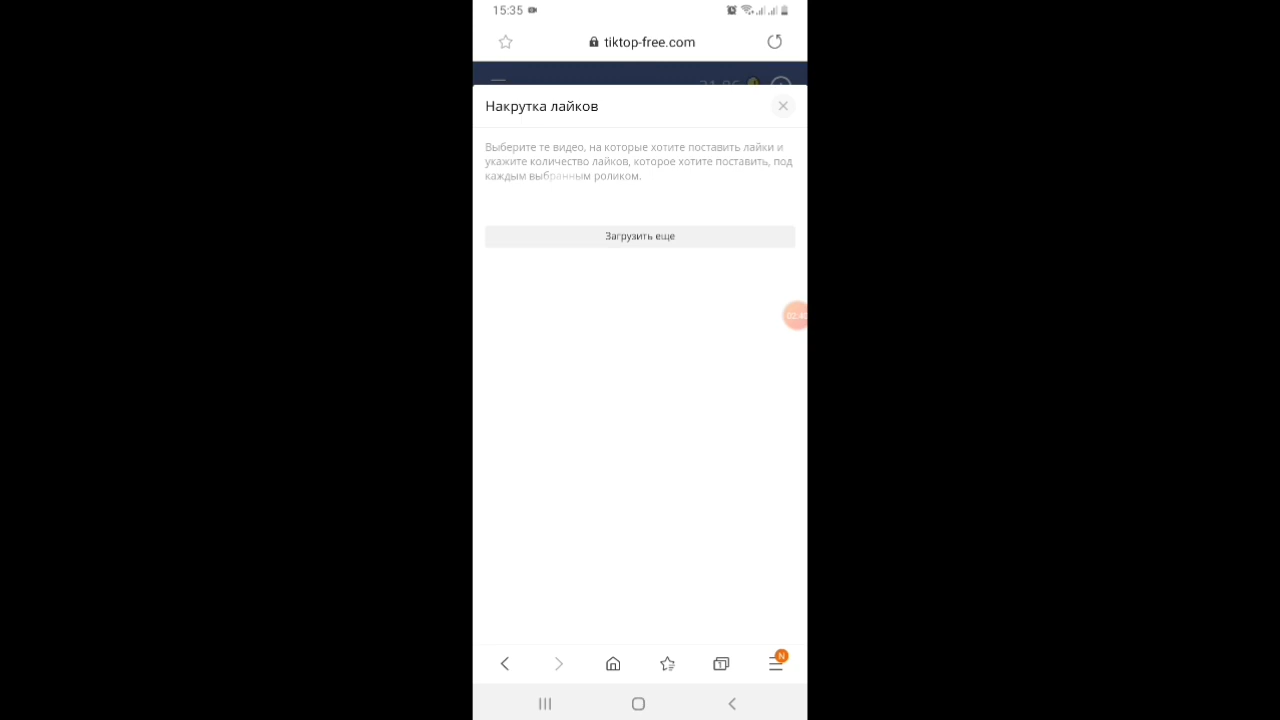 15:35
tiktop-free.com
Накрутка лайков
Выберите те видео, на которые хотите поставить лайки и
укажите количество лайков, которое хотите поставить, под
каждым выбранным роликом.
Загрузить еще
1
N